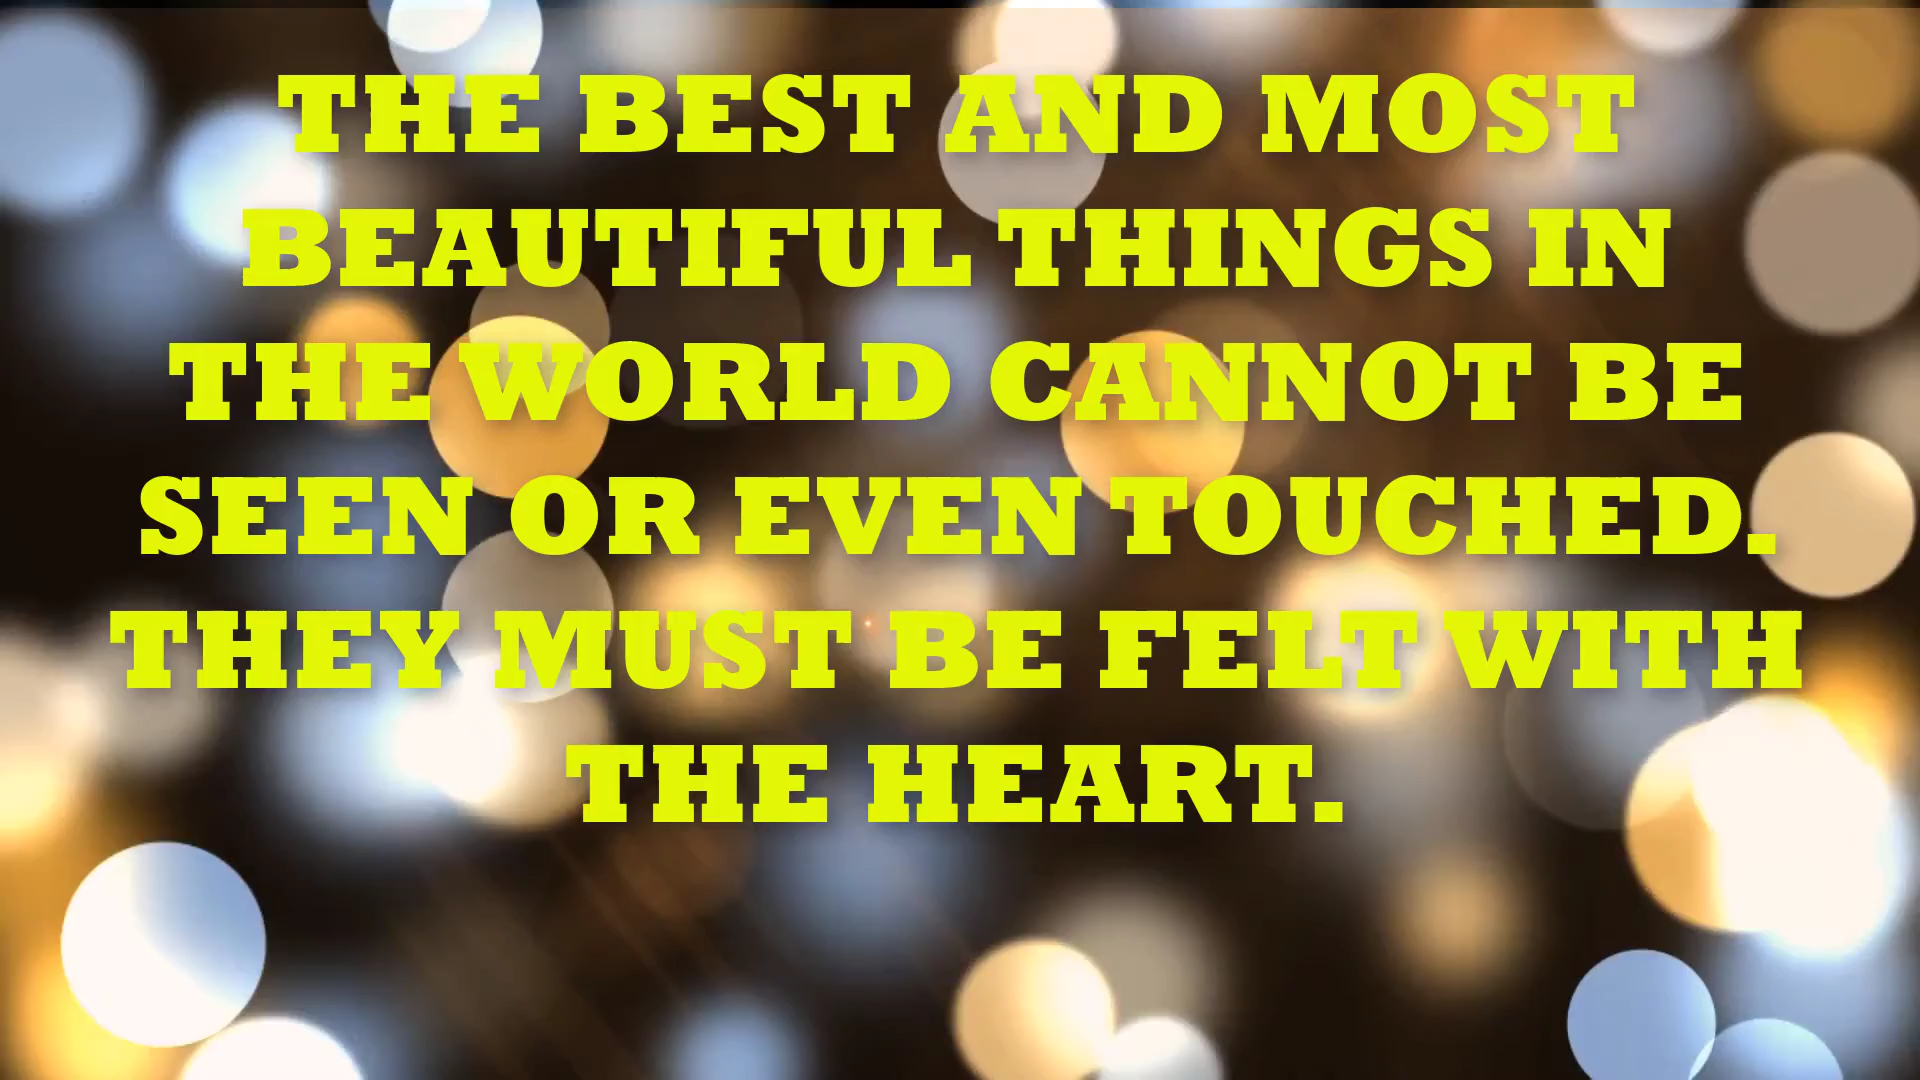 THE BEST AND MOST
BEAUTIFUL THINGS IN
THE WORLD CANNOT BE
SEEN OR EVEN TOUCHED.
THEY MUST BE FELT WITH
THE HEART.